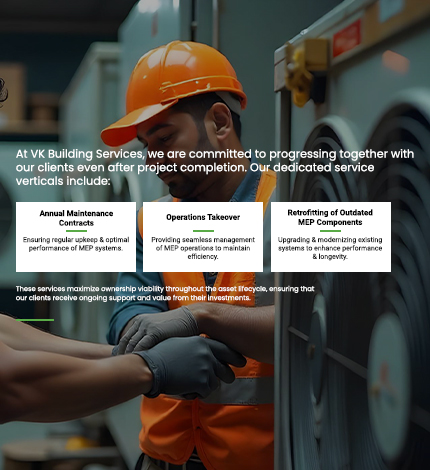 At VK Building Services, we are committed to progressing together with
our clients even after project completion. Our dedicated service
verticals include:
Annual Maintenance
Contracts
Ensuring regular upkeep & optimal
performance of MEP systems.
Operations Takeover
Providing seamless management
of MEP operations to maintain
efficiency.
Retrofitting of Outdated
MEP Components
Upgrading & modernizing existing
systems to enhance performance
& longevity.
These services maximize ownership viability throughout the asset lifecycle, ensuring that
our clients receive ongoing support and value from their investments.